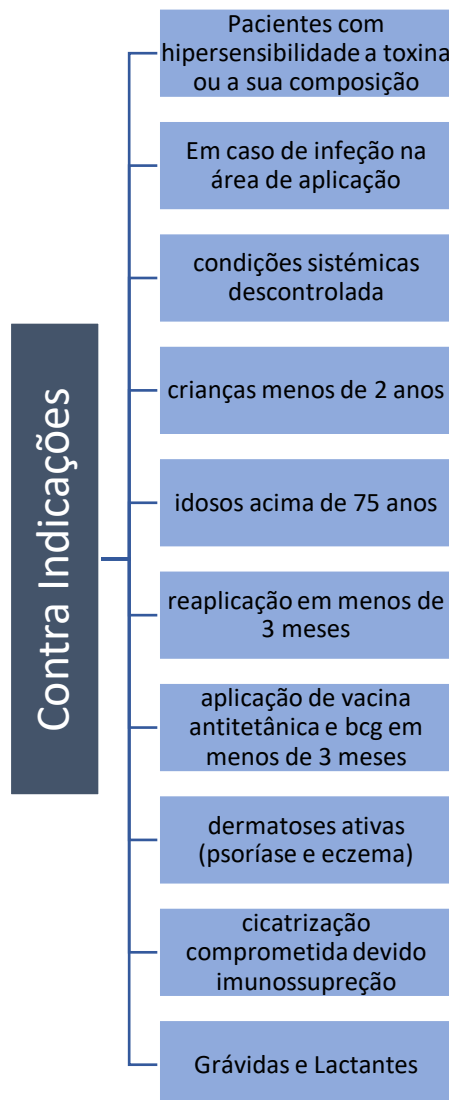 Contra Indicações
Pacientes com
hipersensibilidade a toxina
ou a sua composição
Em caso de infeção na
área de aplicação
condições sistémicas
descontrolada
crianças menos de 2 anos
idosos acima de 75 anos
reaplicação em menos de
3 meses
aplicação de vacina
antitetânica e bcg em
menos de 3 meses
dermatoses ativas
(psoríase e eczema)
cicatrização
comprometida devido
imunossupreção
Grávidas e Lactantes